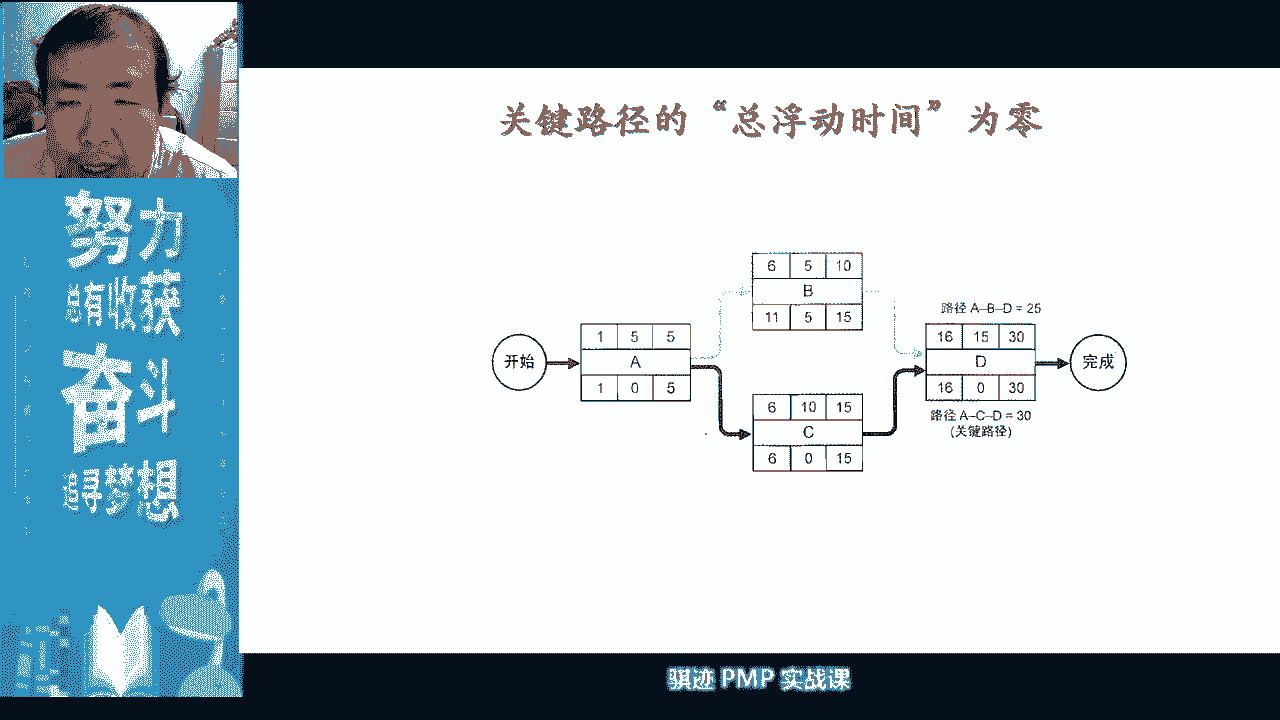 关键路径的“总浮动时间”为零
努力
总有收获
奋斗
追寻梦想
6 5 10
B
11 5 15
路径 A–B–D = 25
开始
1 5 5
A
1 0 5
16 15 30
D
16 0 30
完成
6 10 15
C
6 0 15
路径 A–C–D = 30
(关键路径)
骐迹 PMP 实战课